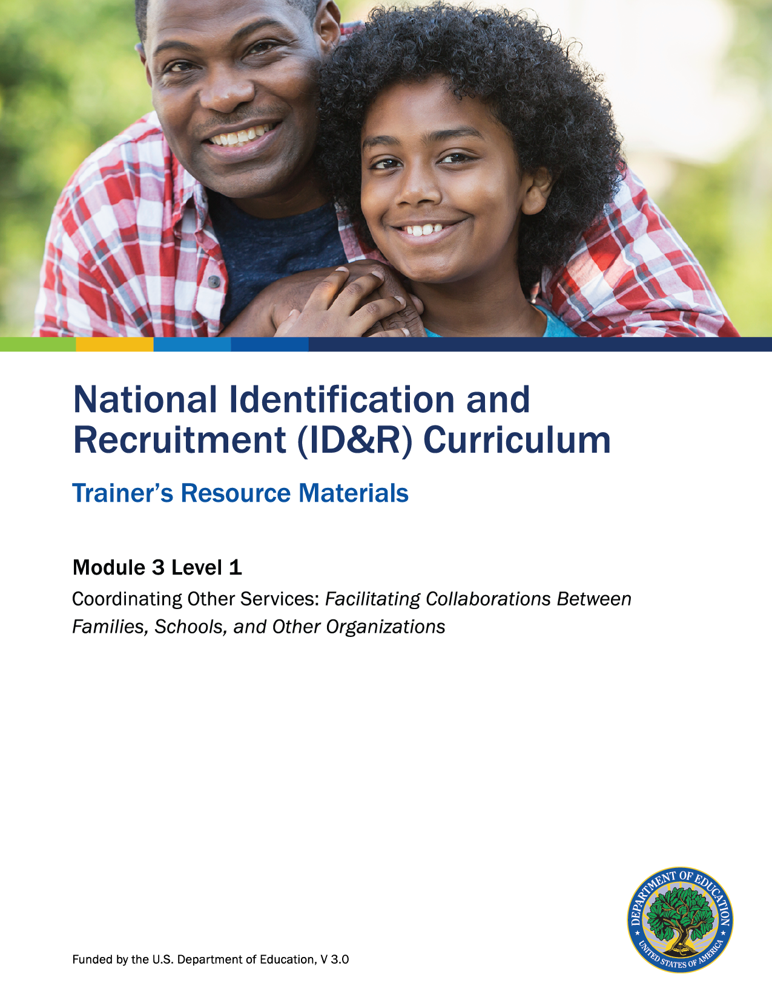 National Identification and
Recruitment (ID&R) Curriculum
Trainer’s Resource Materials
Module 3 Level 1
Coordinating Other Services: Facilitating Collaborations Between
Families, Schools, and Other Organizations
DEPARTMENT OF EDUCATION
UNITED STATES OF AMERICA
Funded by the U.S. Department of Education, V 3.0